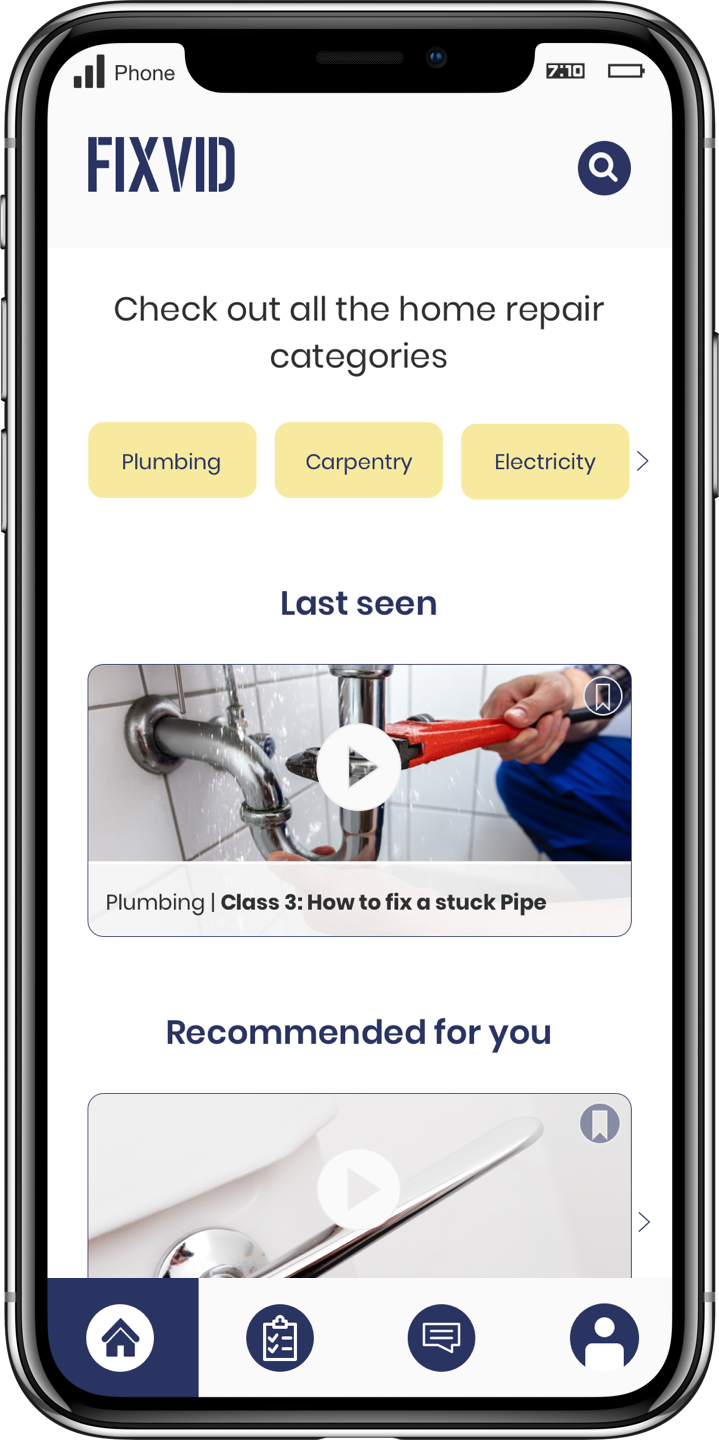 Phone
7:10
FIXVID
Check out all the home repair
categories
Plumbing
Carpentry
Electricity
Last seen
Plumbing | Class 3: How to fix a stuck Pipe
Recommended for you